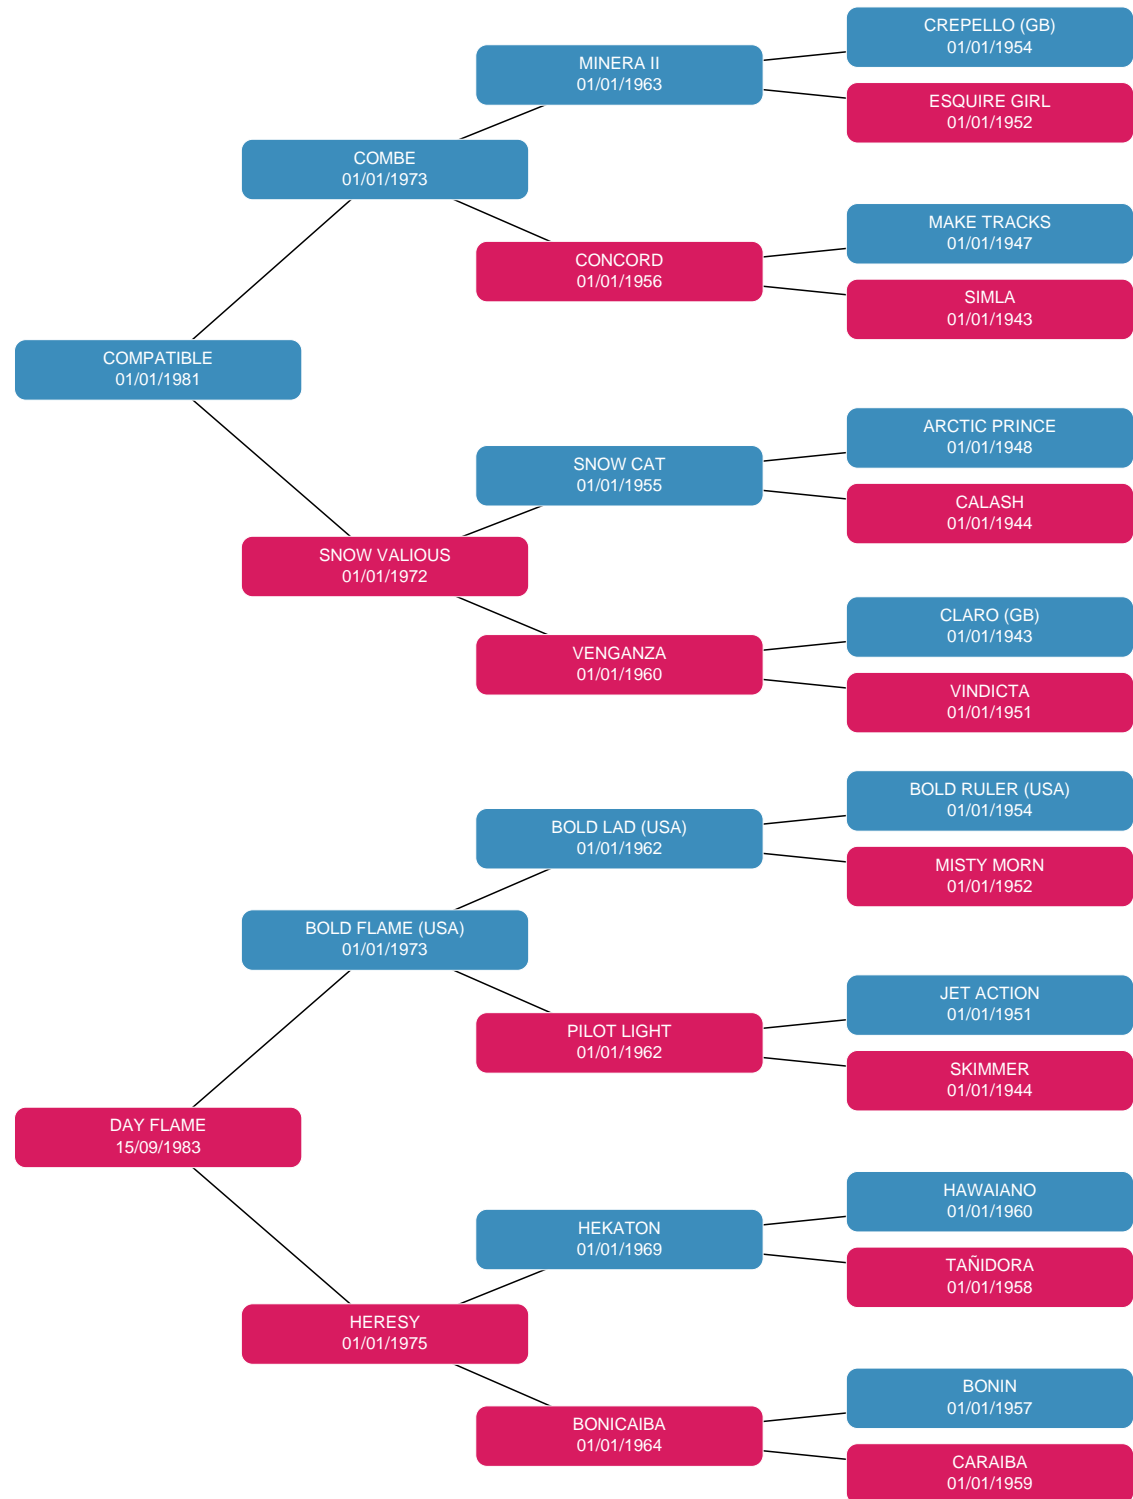 CREPELLO (GB)
01/01/1954
MINERA II
01/01/1963
ESQUIRE GIRL
01/01/1952
COMBE
01/01/1973
MAKE TRACKS
01/01/1947
CONCORD
01/01/1956
SIMLA
01/01/1943
COMPATIBLE
01/01/1981
ARCTIC PRINCE
01/01/1948
SNOW CAT
01/01/1955
CALASH
01/01/1944
SNOW VALIOUS
01/01/1972
CLARO (GB)
01/01/1943
VENGANZA
01/01/1960
VINDICTA
01/01/1951
BOLD RULER (USA)
01/01/1954
BOLD LAD (USA)
01/01/1962
MISTY MORN
01/01/1952
BOLD FLAME (USA)
01/01/1973
JET ACTION
01/01/1951
PILOT LIGHT
01/01/1962
SKIMMER
01/01/1944
DAY FLAME
15/09/1983
HAWAIANO
01/01/1960
HEKATON
01/01/1969
TAÑIDORA
01/01/1958
HERESY
01/01/1975
BONIN
01/01/1957
BONICAIBA
01/01/1964
CARAIBA
01/01/1959